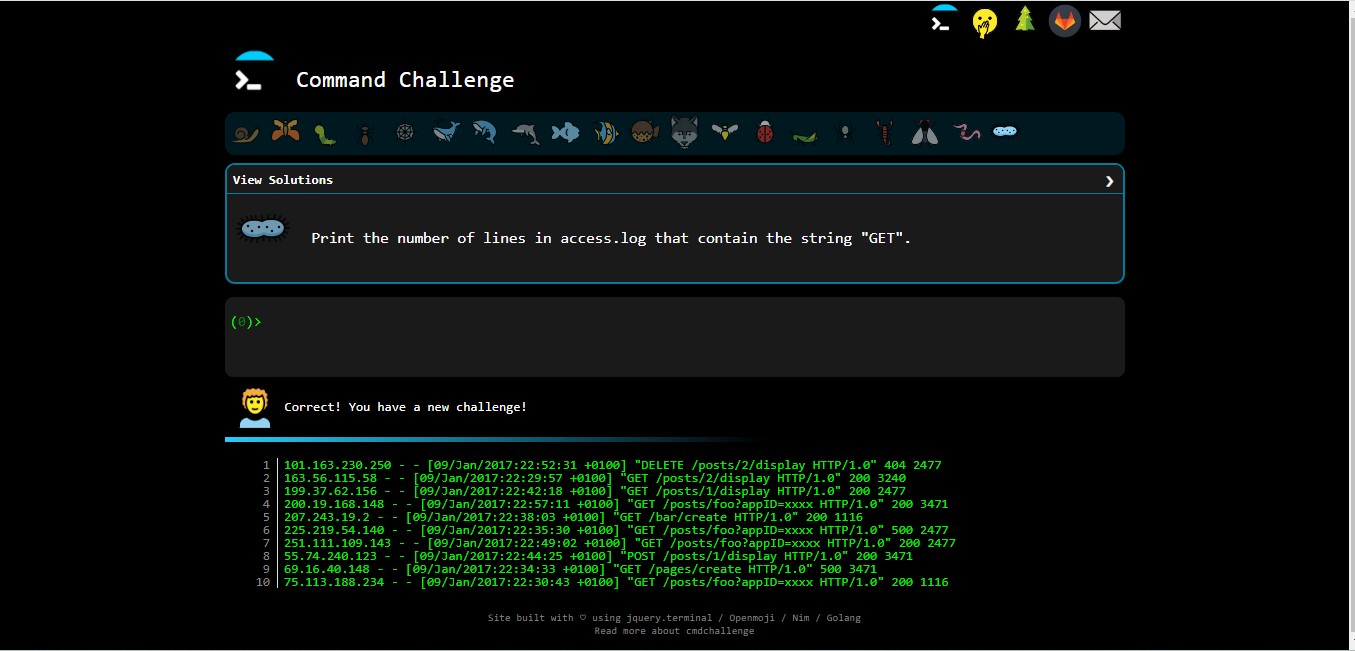 Command Challenge
View Solutions
Print the number of lines in access.log that contain the string "GET".
(0)>
Correct! You have a new challenge!
1 101.163.230.250 - - [09/Jan/2017:22:52:31 +0100] "DELETE /posts/2/display HTTP/1.0" 404 2477
2 163.56.115.58 - - [09/Jan/2017:22:29:57 +0100] "GET /posts/2/display HTTP/1.0" 200 3240
3 199.37.62.156 - - [09/Jan/2017:22:42:18 +0100] "GET /posts/1/display HTTP/1.0" 200 2477
4 200.19.168.148 - - [09/Jan/2017:22:57:11 +0100] "GET /posts/foo?appID=xxxx HTTP/1.0" 200 3471
5 207.243.19.2 - - [09/Jan/2017:22:38:03 +0100] "GET /bar/create HTTP/1.0" 200 1116
6 225.219.54.140 - - [09/Jan/2017:22:35:30 +0100] "GET /posts/foo?appID=xxxx HTTP/1.0" 500 2477
7 251.111.109.143 - - [09/Jan/2017:22:49:02 +0100] "GET /posts/foo?appID=xxxx HTTP/1.0" 200 2477
8 55.74.240.123 - - [09/Jan/2017:22:44:25 +0100] "POST /posts/1/display HTTP/1.0" 200 3471
9 69.16.40.148 - - [09/Jan/2017:22:34:33 +0100] "GET /pages/create HTTP/1.0" 500 3471
10 75.113.188.234 - - [09/Jan/2017:22:30:43 +0100] "GET /posts/foo?appID=xxxx HTTP/1.0" 200 1116
Site built with ♡ using jquery.terminal / Openmoji / Nim / Golang
Read more about cmdchallenge